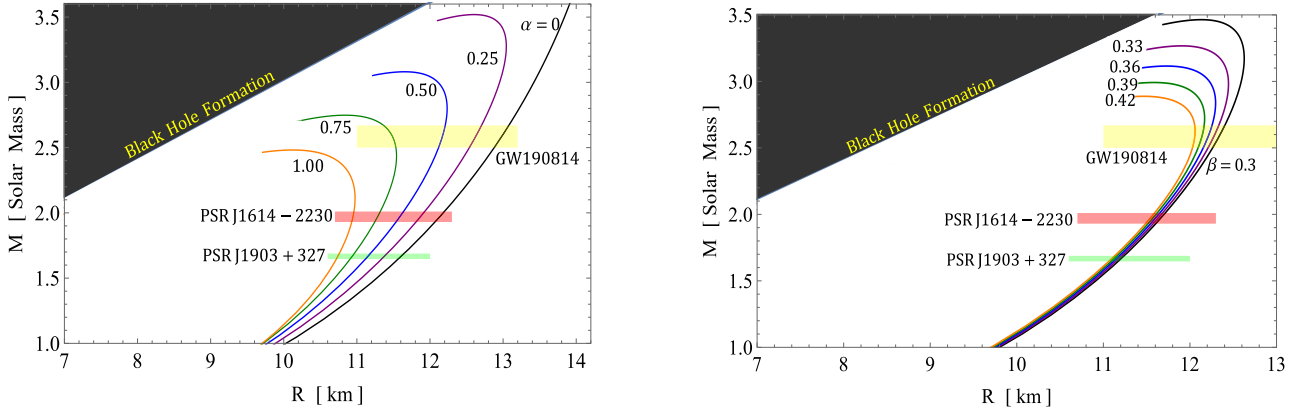 3.5
3.0
2.5
2.0
1.5
1.0
M [ Solar Mass ]
7 8 9 10 11 12 13 14
R [ km ]
Black Hole Formation
α = 0
0.25
0.50
0.75
1.00
GW190814
PSR J1614 − 2230
PSR J1903 + 327
3.5
3.0
2.5
2.0
1.5
1.0
M [ Solar Mass ]
7 8 9 10 11 12 13
R [ km ]
Black Hole Formation
0.33
0.36
0.39
0.42
GW190814
β = 0.3
PSR J1614 − 2230
PSR J1903 + 327